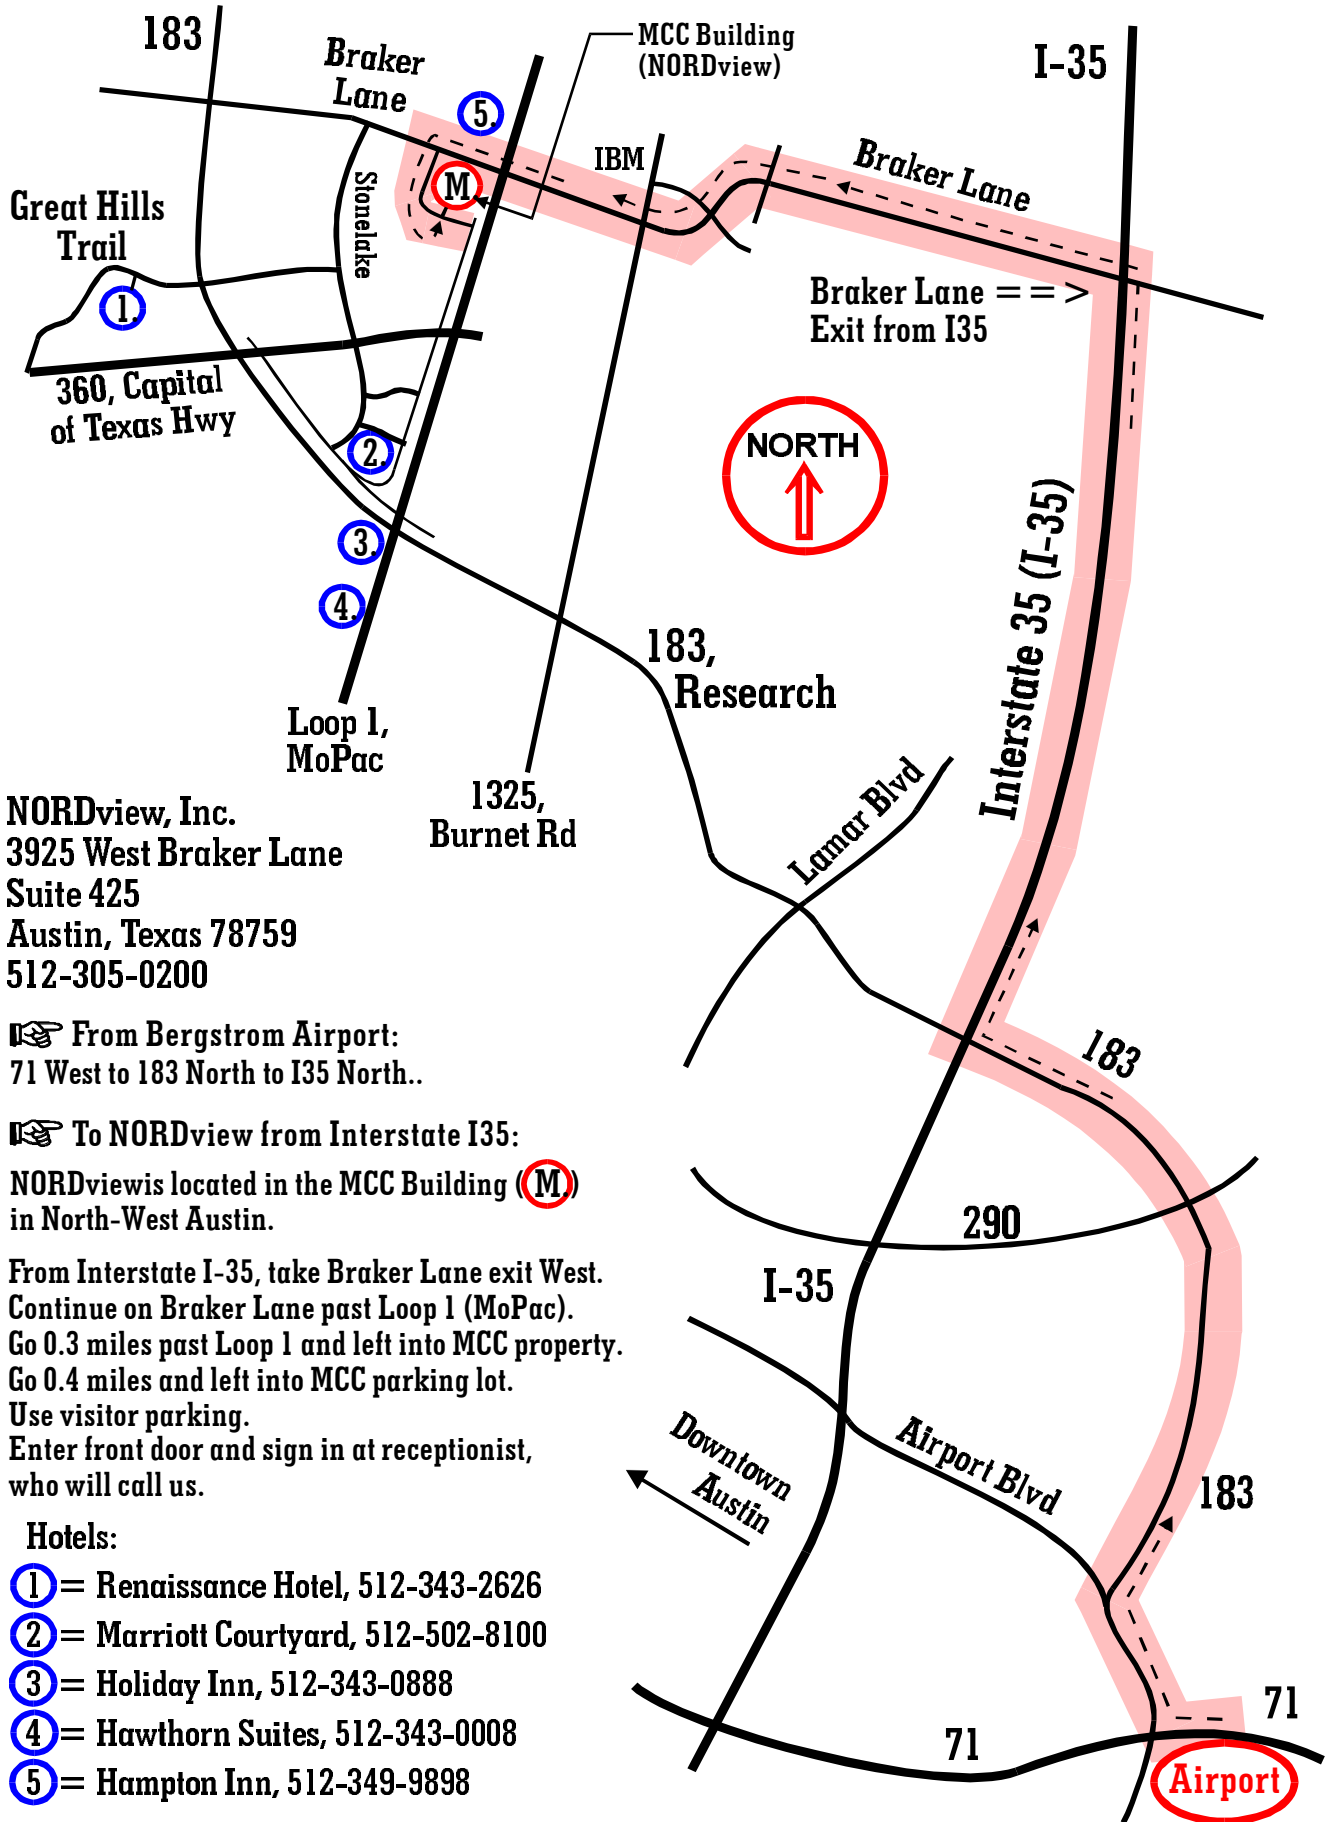 183
Braker
Lane
5.
MCC Building
(NORDview)
I-35
IBM
Braker Lane
M
Stonelake
Great Hills
Trail
1.
Braker Lane ==>
Exit from I35
360, Capital
of Texas Hwy
2.
NORTH
3.
4.
Interstate 35 (I-35)
183,
Research
Loop 1,
MoPac
1325,
Burnet Rd
Lamar Blvd
NORDview, Inc.
3925 West Braker Lane
Suite 425
Austin, Texas 78759
512-305-0200
From Bergstrom Airport:
71 West to 183 North to I35 North..
183
To NORDview from Interstate I35:
NORDviewis located in the MCC Building (M.)
in North-West Austin.
290
From Interstate I-35, take Braker Lane exit West.
Continue on Braker Lane past Loop 1 (MoPac).
Go 0.3 miles past Loop 1 and left into MCC property.
Go 0.4 miles and left into MCC parking lot.
Use visitor parking.
Enter front door and sign in at receptionist,
who will call us.
I-35
Downtown
Austin
Airport Blvd
183
Hotels:
1 = Renaissance Hotel, 512-343-2626
2 = Marriott Courtyard, 512-502-8100
3 = Holiday Inn, 512-343-0888
4 = Hawthorn Suites, 512-343-0008
5 = Hampton Inn, 512-349-9898
71
71
Airport